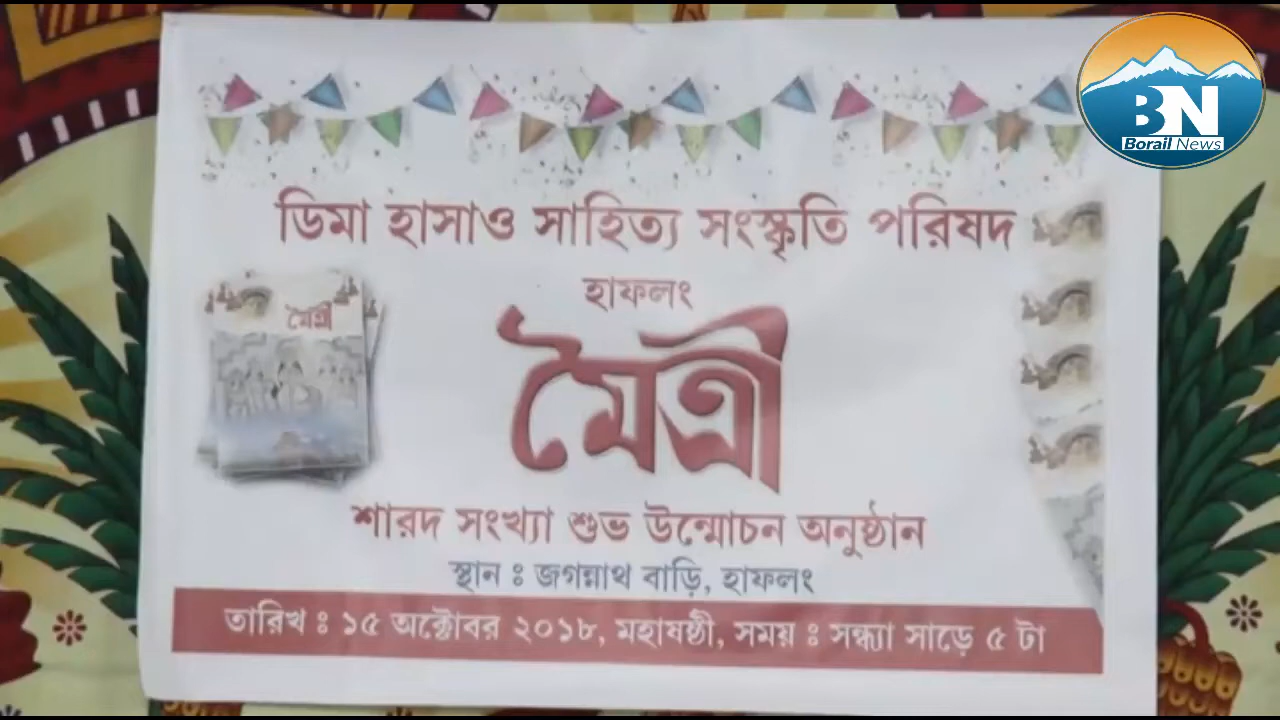 BN
Borail News
ডিমা হাসাও সাহিত্য সংস্কৃতি পরিষদ
হাফলং
মৈত্রী
মৈত্রী
শারদ সংখ্যা শুভ উন্মোচন অনুষ্ঠান
স্থান ঃ জগন্নাথ বাড়ি, হাফলং
তারিখ ঃ ১৫ অক্টোবর ২০১৮, মহাষষ্ঠী, সময় ঃ সন্ধ্যা সাড়ে ৫ টা